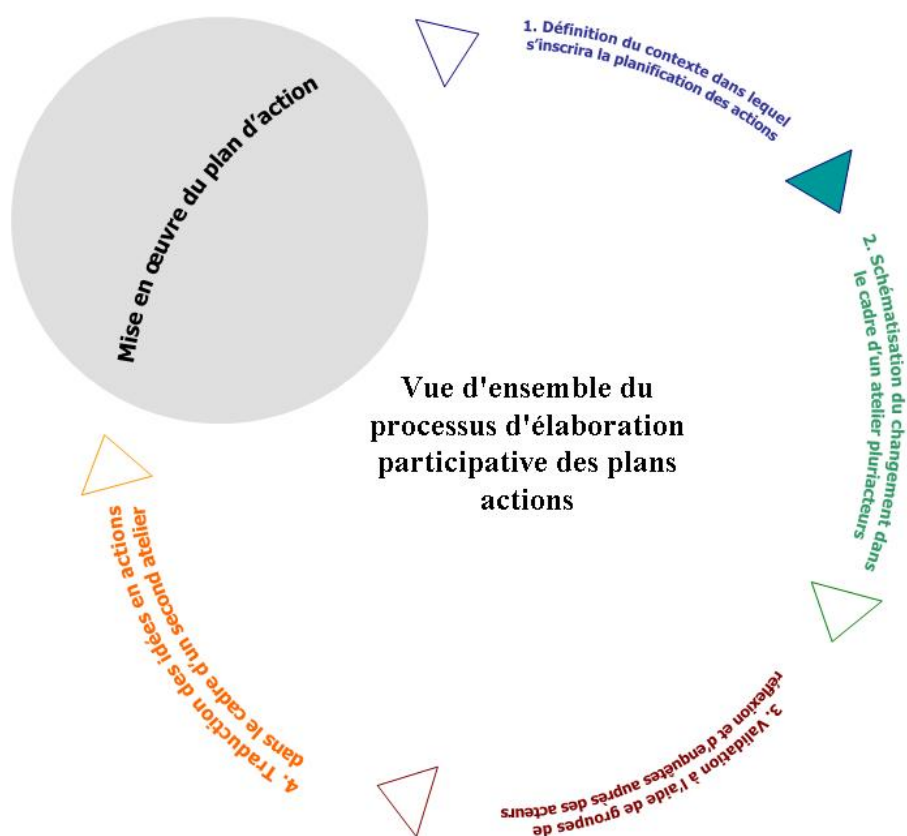 1. Définition du contexte dans lequel
s’inscrira la planification des actions
2. Schématisation du changement dans
le cadre d’un atelier pluriacteurs
3. Validation à l’aide de groupes de
réflexion et d’enquêtes auprès des acteurs
4. Traduction des idées en actions
dans le cadre d’un second atelier
Mise en œuvre du plan d’action
Vue d'ensemble du
processus d'élaboration
participative des plans
actions